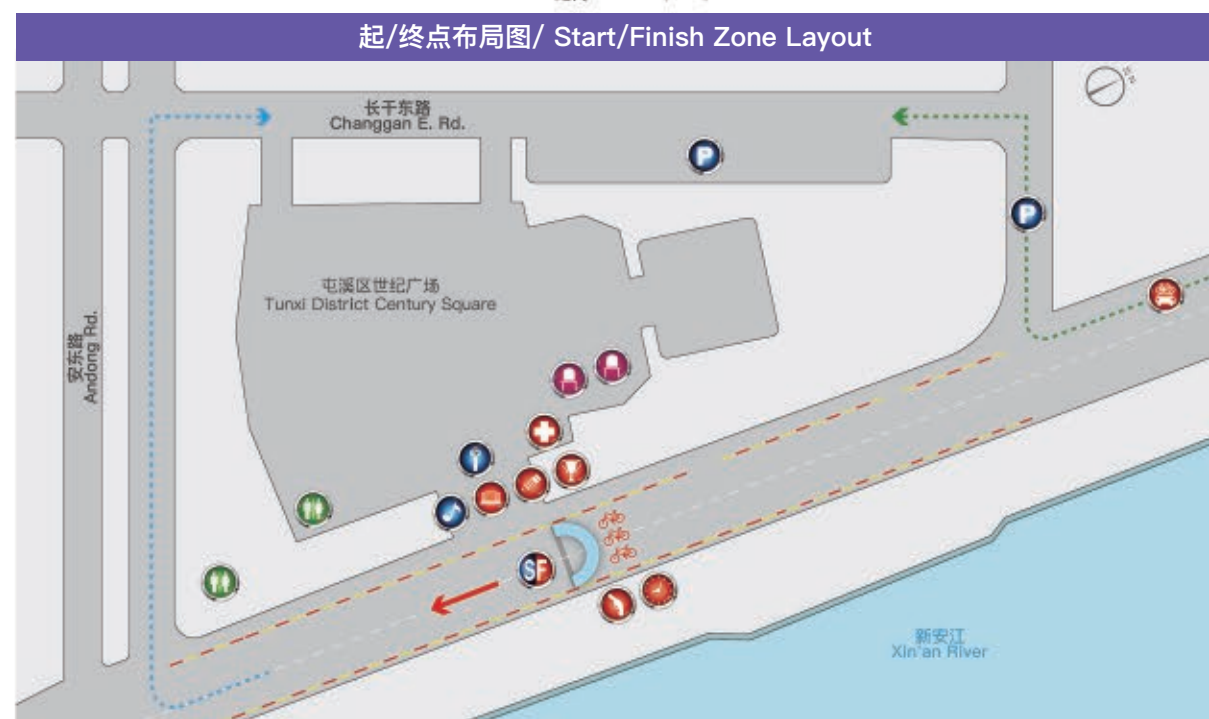 起/终点布局图/ Start/Finish Zone Layout
长干东路
Changgan E. Rd.
P
P
屯溪区世纪广场
Tunxi District Century Square
安东路
Andong Rd.
SF
新安江
Xin'an River